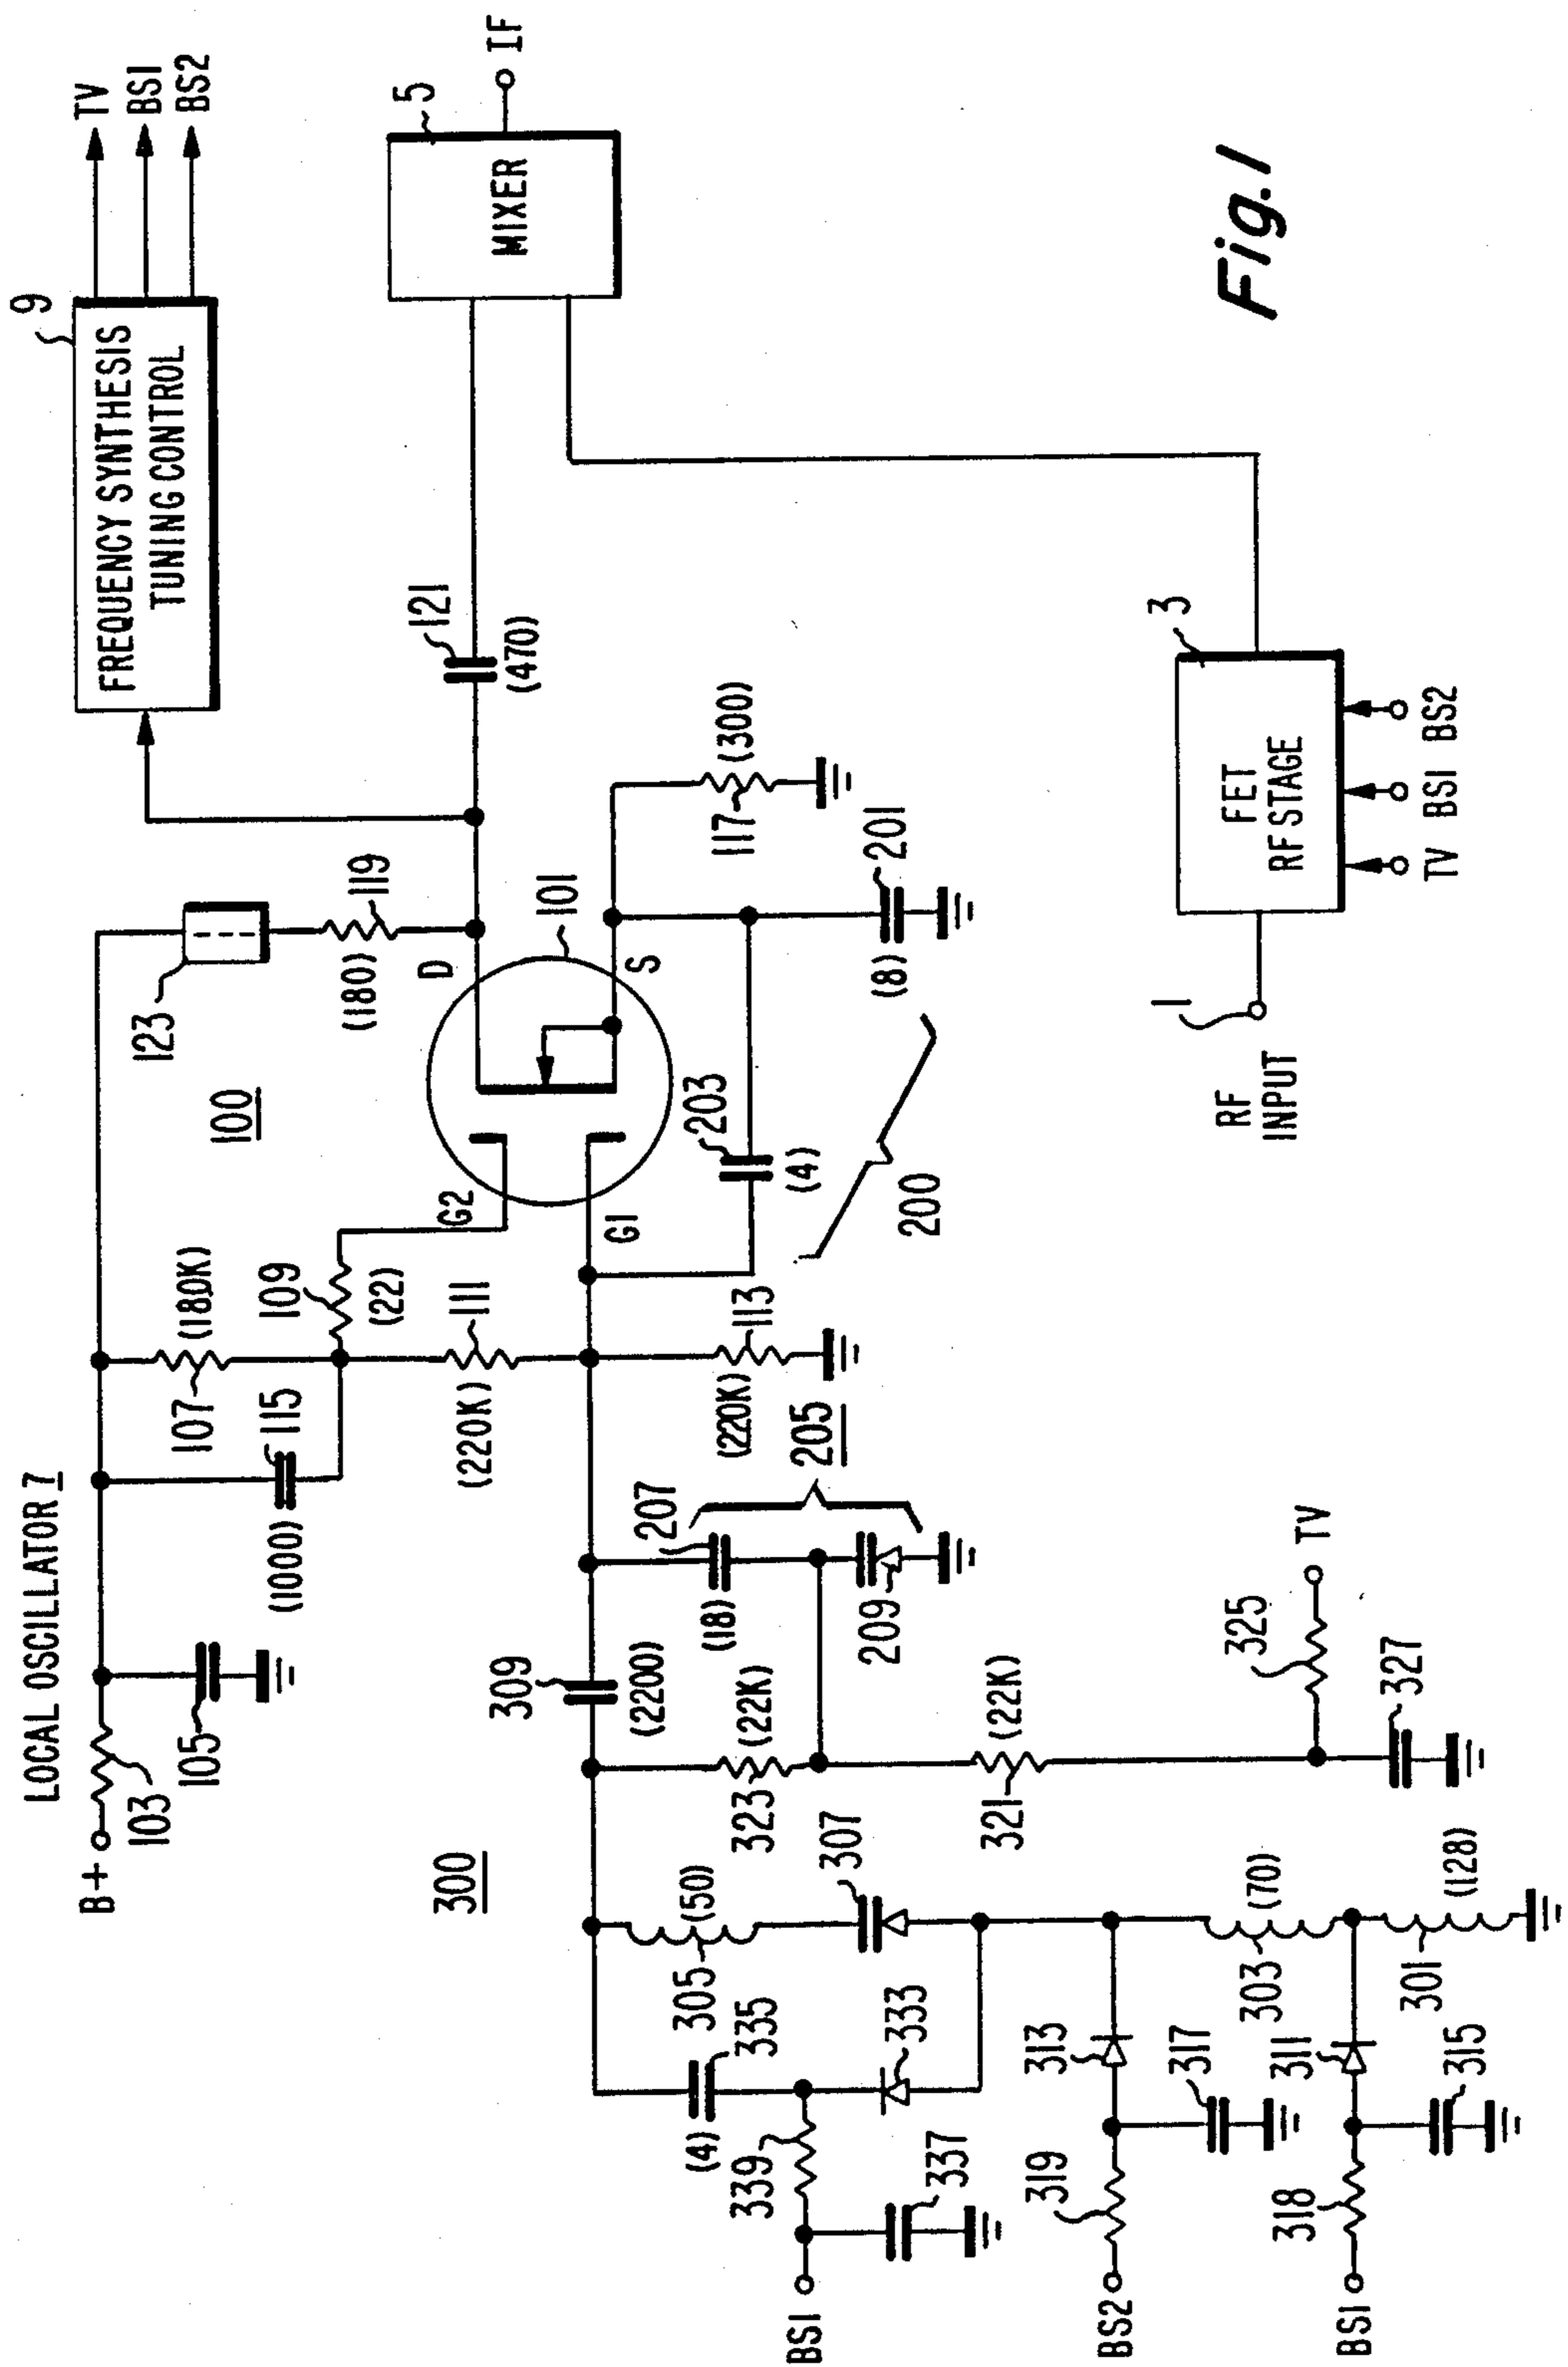 LOCAL OSCILLATOR 7
B+
103
105
115
(1000)
107
(180K)
109
(22)
111
(220K)
113
(220K)
100
123
119
(180)
D
S
G2
G1
101
203
(4)
200
201
(8)
117
(300)
121
(470)
9
FREQUENCY SYNTHESIS
TUNING CONTROL
TV
BS1
BS2
5
MIXER
IF
300
309
(2200)
207
(18)
205
209
323
(22K)
321
(22K)
325
TV
327
305
(50)
307
335
(4)
333
339
337
BS1
313
317
319
BS2
303
(70)
301
(128)
311
315
318
BS1
RF
INPUT
1
3
FET
RF STAGE
TV
BS1
BS2
Fig. 1